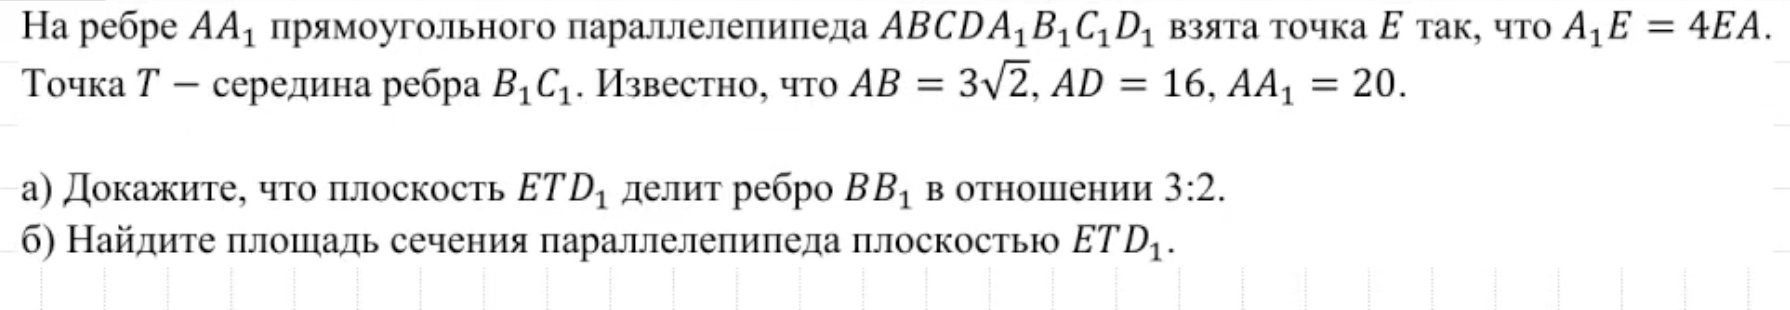 На ребре AA₁ прямоугольного параллелепипеда ABCDA₁B₁C₁D₁ взята точка E так, что A₁E = 4EA.
Точка T – середина ребра B₁C₁. Известно, что AB = 3√2, AD = 16, AA₁ = 20.
а) Докажите, что плоскость ETD₁ делит ребро BB₁ в отношении 3:2.
б) Найдите площадь сечения параллелепипеда плоскостью ETD₁.